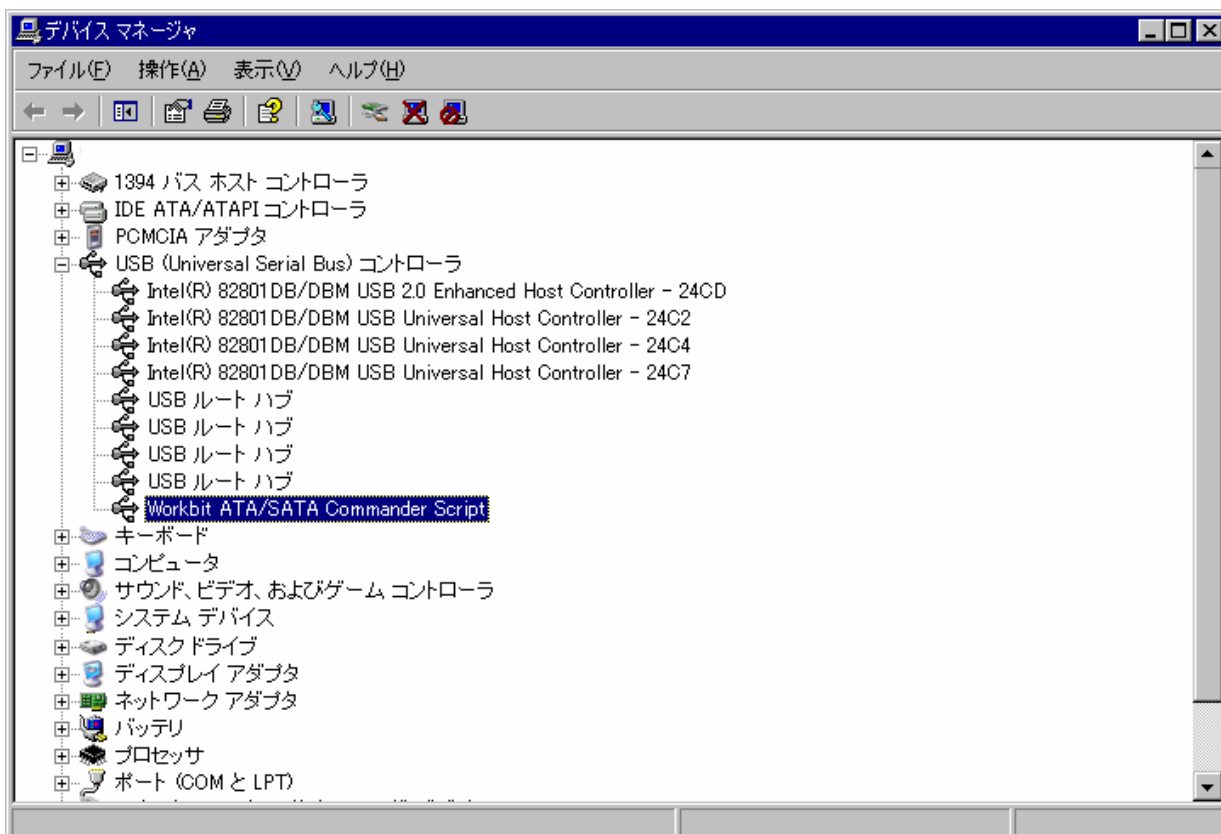 デバイス マネージャ
ファイル(F) 操作(A) 表示(V) ヘルプ(H)
1394 バス ホスト コントローラ
IDE ATA/ATAPI コントローラ
PCMCIA アダプタ
USB (Universal Serial Bus) コントローラ
Intel(R) 82801DB/DBM USB 2.0 Enhanced Host Controller - 24CD
Intel(R) 82801DB/DBM USB Universal Host Controller - 24C2
Intel(R) 82801DB/DBM USB Universal Host Controller - 24C4
Intel(R) 82801DB/DBM USB Universal Host Controller - 24C7
USB ルート ハブ
USB ルート ハブ
USB ルート ハブ
USB ルート ハブ
Workbit ATA/SATA Commander Script
キーボード
コンピュータ
サウンド、ビデオ、およびゲーム コントローラ
システム デバイス
ディスク ドライブ
ディスプレイ アダプタ
ネットワーク アダプタ
バッテリ
プロセッサ
ポート (COM と LPT)